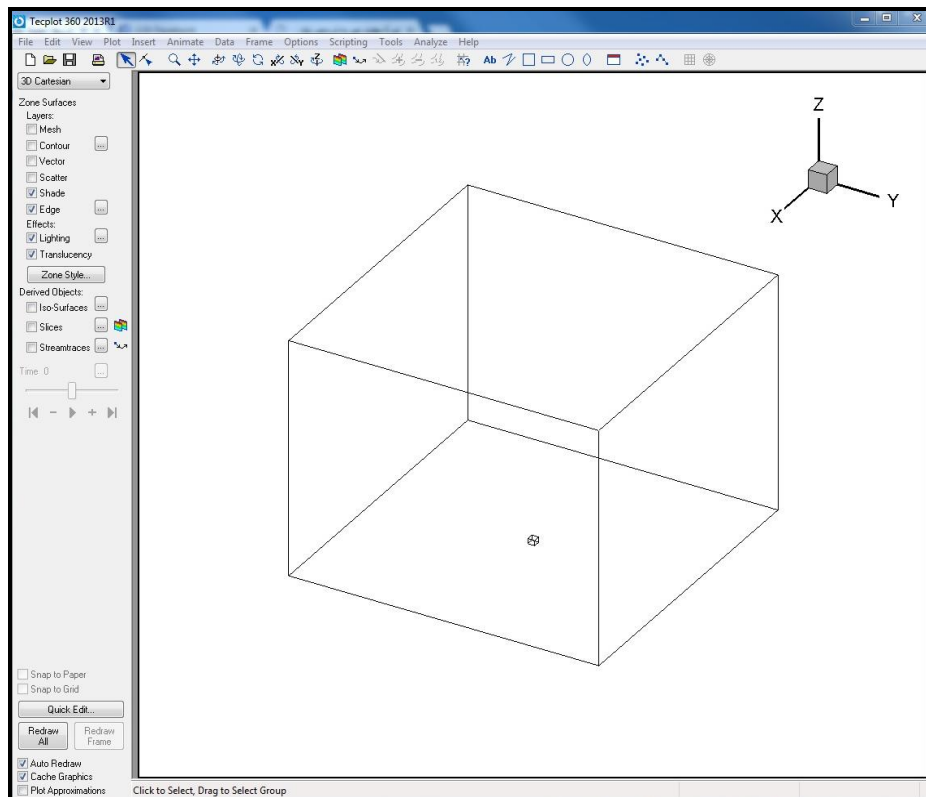 Tecplot 360 2013R1
File Edit View Plot Insert Animate Data Frame Options Scripting Tools Analyze Help
Ab
3D Cartesian
Zone Surfaces
Layers:
Mesh
Contour ...
Vector
Scatter
Shade
Edge ...
Effects:
Lighting ...
Translucency
Zone Style...
Derived Objects:
Iso-Surfaces ...
Slices ...
Streamtraces ...
Time 0 ...
Z
X
Y
Snap to Paper
Snap to Grid
Quick Edit...
Redraw All
Redraw Frame
Auto Redraw
Cache Graphics
Plot Approximations
Click to Select, Drag to Select Group